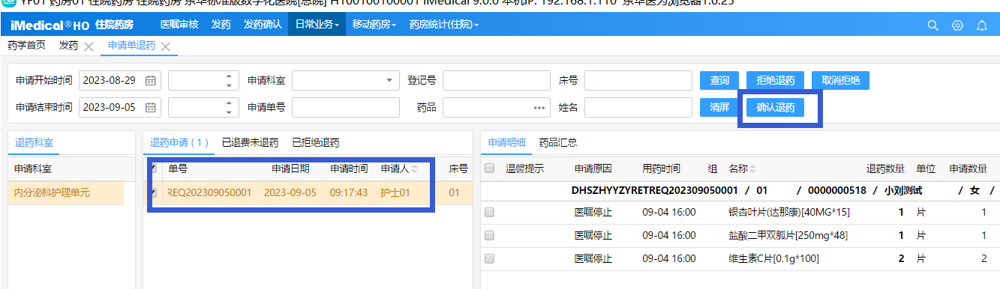 YF01 药房01 住院药房 住院药房 东华标准版数字化医院[总院] H100100100001 iMedical 9.0.0 本机IP: 192.168.1.110 东华医为浏览器1.0.25
iMedical®HO 住院药房 医嘱审核 发药 发药确认 日常业务 移动药房 药房统计(住院)
药学首页 发药 申请单退药
申请开始时间 2023-08-29 申请科室 登记号 床号 查询 拒绝退药 取消拒绝
申请结束时间 2023-09-05 申请单号 药品 ••• 姓名 清屏 确认退药
退药科室 退药申请（1） 已退费未退药 已拒绝退药 申请明细 药品汇总
申请科室 单号 申请日期 申请时间 申请人 床号 温馨提示 申请原因 用药时间 组 名称 退药数量 单位 申请数量
内分泌科护理单元 REQ202309050001 2023-09-05 09:17:43 护士01 01 DHSZHYYZYRETREQ202309050001 / 01 / 0000000518 / 小刘测试 / 女 /
医嘱停止 09-04 16:00 银杏叶片(达那康)[40MG*15] 1 片 1
医嘱停止 09-04 16:00 盐酸二甲双胍片[250mg*48] 1 片 1
医嘱停止 09-04 16:00 维生素C片[0.1g*100] 2 片 2